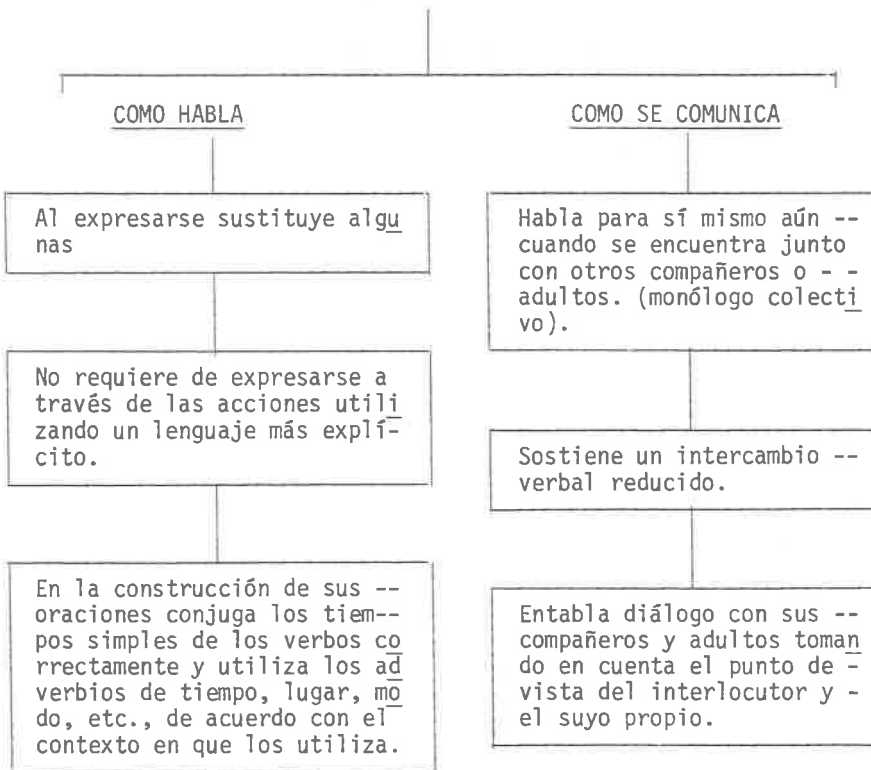 COMO HABLA
Al expresarse sustituye algu
nas
No requiere de expresarse a
través de las acciones utili
zando un lenguaje más explí-
cito.
En la construcción de sus --
oraciones conjuga los tiem--
pos simples de los verbos co
rrectamente y utiliza los ad
verbios de tiempo, lugar, mo
do, etc., de acuerdo con el
contexto en que los utiliza.
COMO SE COMUNICA
Habla para sí mismo aún --
cuando se encuentra junto
con otros compañeros o - -
adultos. (monólogo colecti
vo).
Sostiene un intercambio --
verbal reducido.
Entabla diálogo con sus --
compañeros y adultos toman
do en cuenta el punto de -
vista del interlocutor y -
el suyo propio.